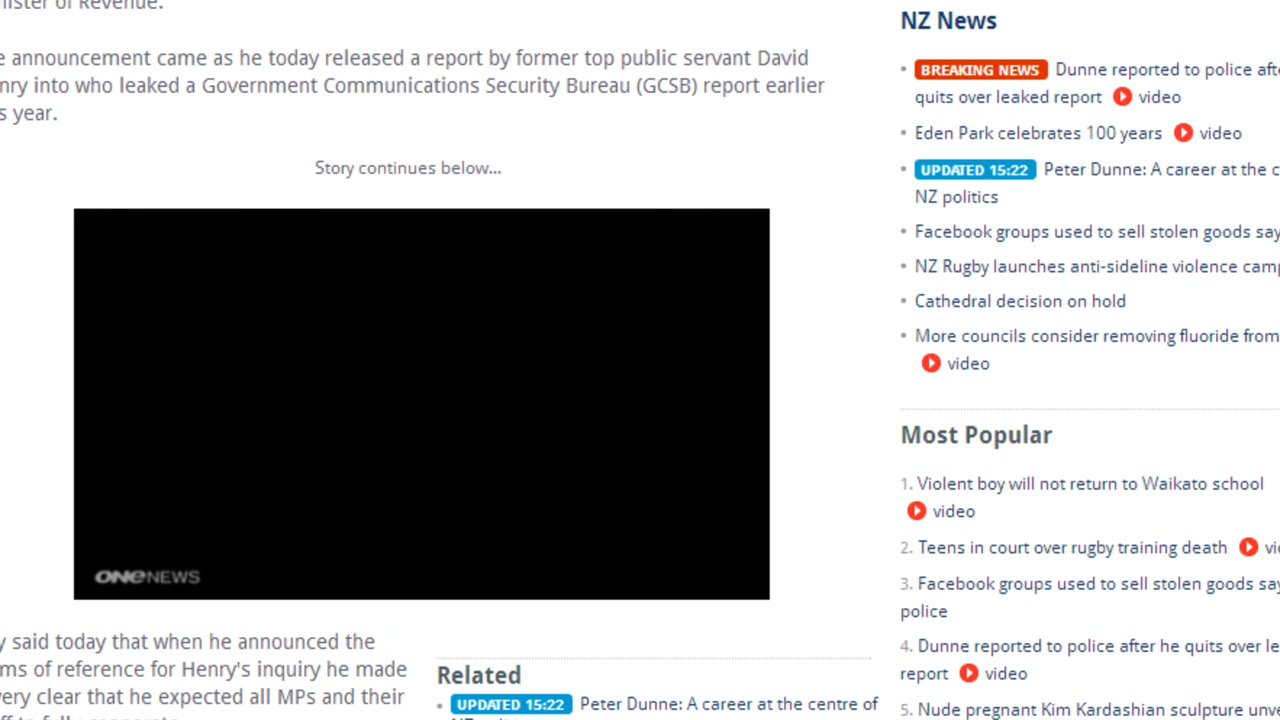 nister of Revenue.
e announcement came as he today released a report by former top public servant David
nry into who leaked a Government Communications Security Bureau (GCSB) report earlier
s year.
Story continues below...
ONE NEWS
y said today that when he announced the
ms of reference for Henry's inquiry he made
very clear that he expected all MPs and their
Related
UPDATED 15:22 Peter Dunne: A career at the centre of
NZ News
• BREAKING NEWS Dunne reported to police afte
quits over leaked report video
• Eden Park celebrates 100 years video
• UPDATED 15:22 Peter Dunne: A career at the c
NZ politics
• Facebook groups used to sell stolen goods say
• NZ Rugby launches anti-sideline violence camp
• Cathedral decision on hold
• More councils consider removing fluoride from
video
Most Popular
1. Violent boy will not return to Waikato school
video
2. Teens in court over rugby training death vi
3. Facebook groups used to sell stolen goods say
police
4. Dunne reported to police after he quits over le
report video
5. Nude pregnant Kim Kardashian sculpture unve